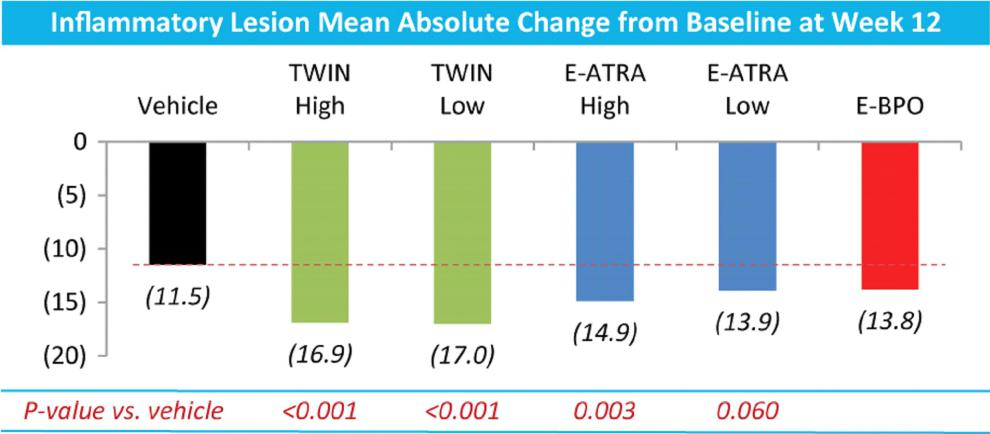 Inflammatory Lesion Mean Absolute Change from Baseline at Week 12
Vehicle
TWIN
High
TWIN
Low
E-ATRA
High
E-ATRA
Low
E-BPO
0
(5)
(10)
(15)
(20)
(11.5)
(16.9)
(17.0)
(14.9)
(13.9)
(13.8)
P-value vs. vehicle <0.001 <0.001 0.003 0.060